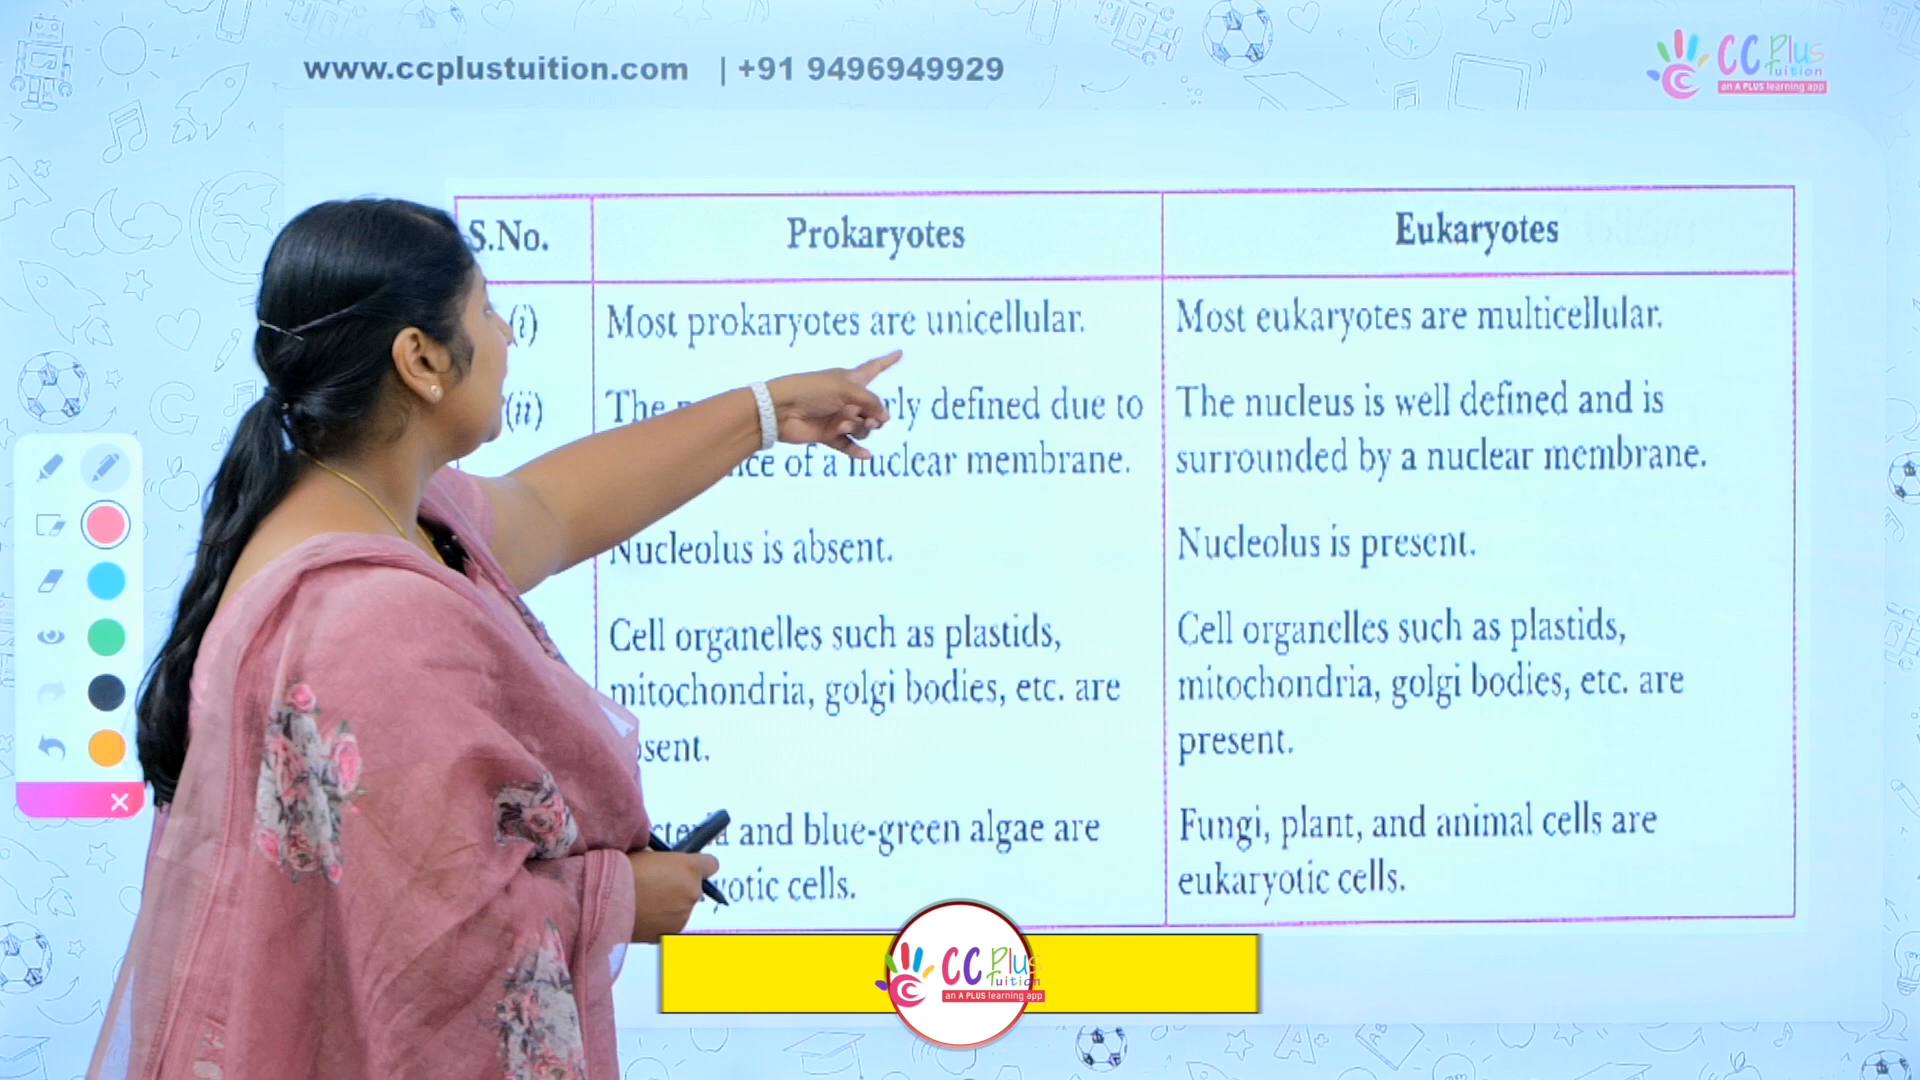 www.ccplustuition.com | +91 9496949929
CC Plus
tuition
an A PLUS learning app
S.No. Prokaryotes Eukaryotes
(i) Most prokaryotes are unicellular. Most eukaryotes are multicellular.
(ii) The defined due to The nucleus is well defined and is
of a nuclear membrane. surrounded by a nuclear membrane.
Nucleolus is absent. Nucleolus is present.
Cell organelles such as plastids, Cell organelles such as plastids,
mitochondria, golgi bodies, etc. are mitochondria, golgi bodies, etc. are
present.
and blue-green algae are Fungi, plant, and animal cells are
cells. eukaryotic cells.
CC Plus
tuition
an A PLUS learning app